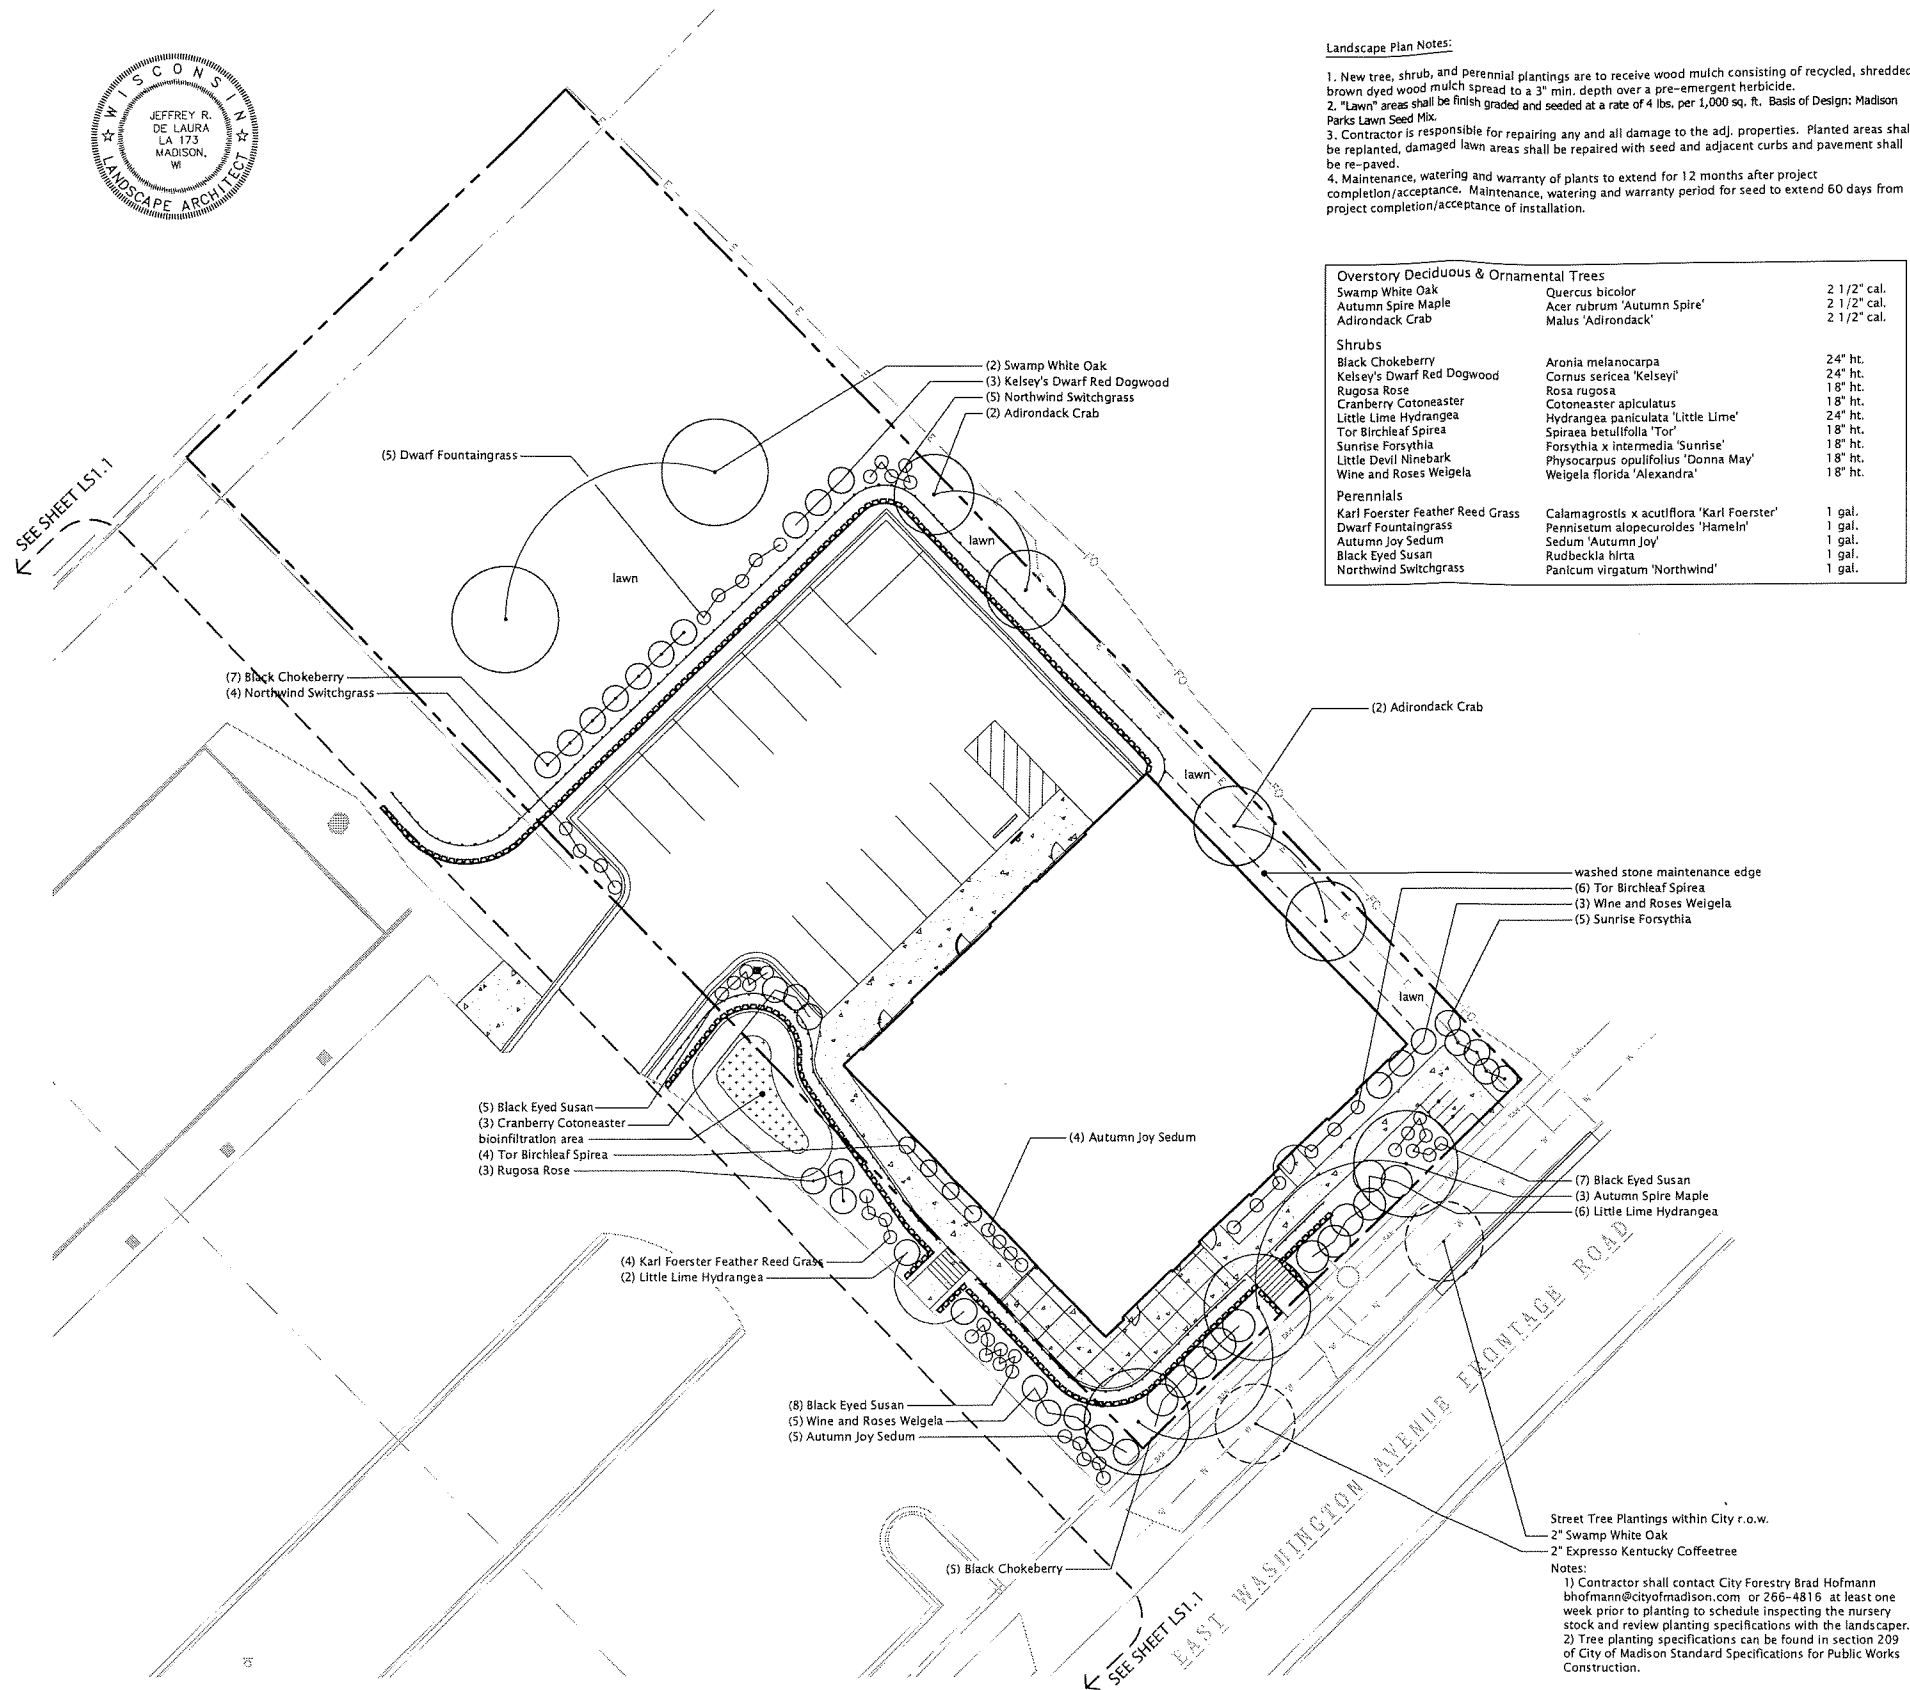 WISCONSIN
JEFFREY R.
DE LAURA
LA 173
MADISON,
WI
LANDSCAPE ARCHITECT
Landscape Plan Notes:
1. New tree, shrub, and perennial plantings are to receive wood mulch consisting of recycled, shredded
brown dyed wood mulch spread to a 3" min. depth over a pre-emergent herbicide.
2. "Lawn" areas shall be finish graded and seeded at a rate of 4 lbs. per 1,000 sq. ft. Basis of Design: Madison
Parks Lawn Seed Mix.
3. Contractor is responsible for repairing any and all damage to the adj. properties. Planted areas shal
be replanted, damaged lawn areas shall be repaired with seed and adjacent curbs and pavement shall
be re-paved.
4. Maintenance, watering and warranty of plants to extend for 12 months after project
completion/acceptance. Maintenance, watering and warranty period for seed to extend 60 days from
project completion/acceptance of installation.
Overstory Deciduous & Ornamental Trees
Swamp White Oak Quercus bicolor 2 1/2" cal.
Autumn Spire Maple Acer rubrum 'Autumn Spire' 2 1/2" cal.
Adirondack Crab Malus 'Adirondack' 2 1/2" cal.
Shrubs
Black Chokeberry Aronia melanocarpa 24" ht.
Kelsey's Dwarf Red Dogwood Cornus sericea 'Kelseyi' 24" ht.
Rugosa Rose Rosa rugosa 18" ht.
Cranberry Cotoneaster Cotoneaster apiculatus 18" ht.
Little Lime Hydrangea Hydrangea paniculata 'Little Lime' 24" ht.
Tor Birchleaf Spirea Spiraea betulifolia 'Tor' 18" ht.
Sunrise Forsythia Forsythia x intermedia 'Sunrise' 18" ht.
Little Devil Ninebark Physocarpus opulifolius 'Donna May' 18" ht.
Wine and Roses Weigela Weigela florida 'Alexandra' 18" ht.
Perennials
Karl Foerster Feather Reed Grass Calamagrostis x acutiflora 'Karl Foerster' 1 gal.
Dwarf Fountaingrass Pennisetum alopecuroides 'Hameln' 1 gal.
Autumn Joy Sedum Sedum 'Autumn Joy' 1 gal.
Black Eyed Susan Rudbeckia hirta 1 gal.
Northwind Switchgrass Panicum virgatum 'Northwind' 1 gal.
(2) Swamp White Oak
(3) Kelsey's Dwarf Red Dogwood
(5) Northwind Switchgrass
(2) Adirondack Crab
(5) Dwarf Fountaingrass
SEE SHEET LS1.1
lawn
lawn
(7) Black Chokeberry
(4) Northwind Switchgrass
(2) Adirondack Crab
lawn
washed stone maintenance edge
(6) Tor Birchleaf Spirea
(3) Wine and Roses Weigela
(5) Sunrise Forsythia
lawn
(5) Black Eyed Susan
(3) Cranberry Cotoneaster
bioinfiltration area
(4) Tor Birchleaf Spirea
(3) Rugosa Rose
(4) Autumn Joy Sedum
(7) Black Eyed Susan
(3) Autumn Spire Maple
(6) Little Lime Hydrangea
(4) Karl Foerster Feather Reed Grass
(2) Little Lime Hydrangea
(8) Black Eyed Susan
(5) Wine and Roses Weigela
(5) Autumn Joy Sedum
(5) Black Chokeberry
EAST WASHINGTON AVENUE FRONTAGE ROAD
SEE SHEET LS1.1
Street Tree Plantings within City r.o.w.
2" Swamp White Oak
2" Expresso Kentucky Coffeetree
Notes:
1) Contractor shall contact City Forestry Brad Hofmann
bhofmann@cityofmadison.com or 266-4816 at least one
week prior to planting to schedule inspecting the nursery
stock and review planting specifications with the landscaper.
2) Tree planting specifications can be found in section 209
of City of Madison Standard Specifications for Public Works
Construction.